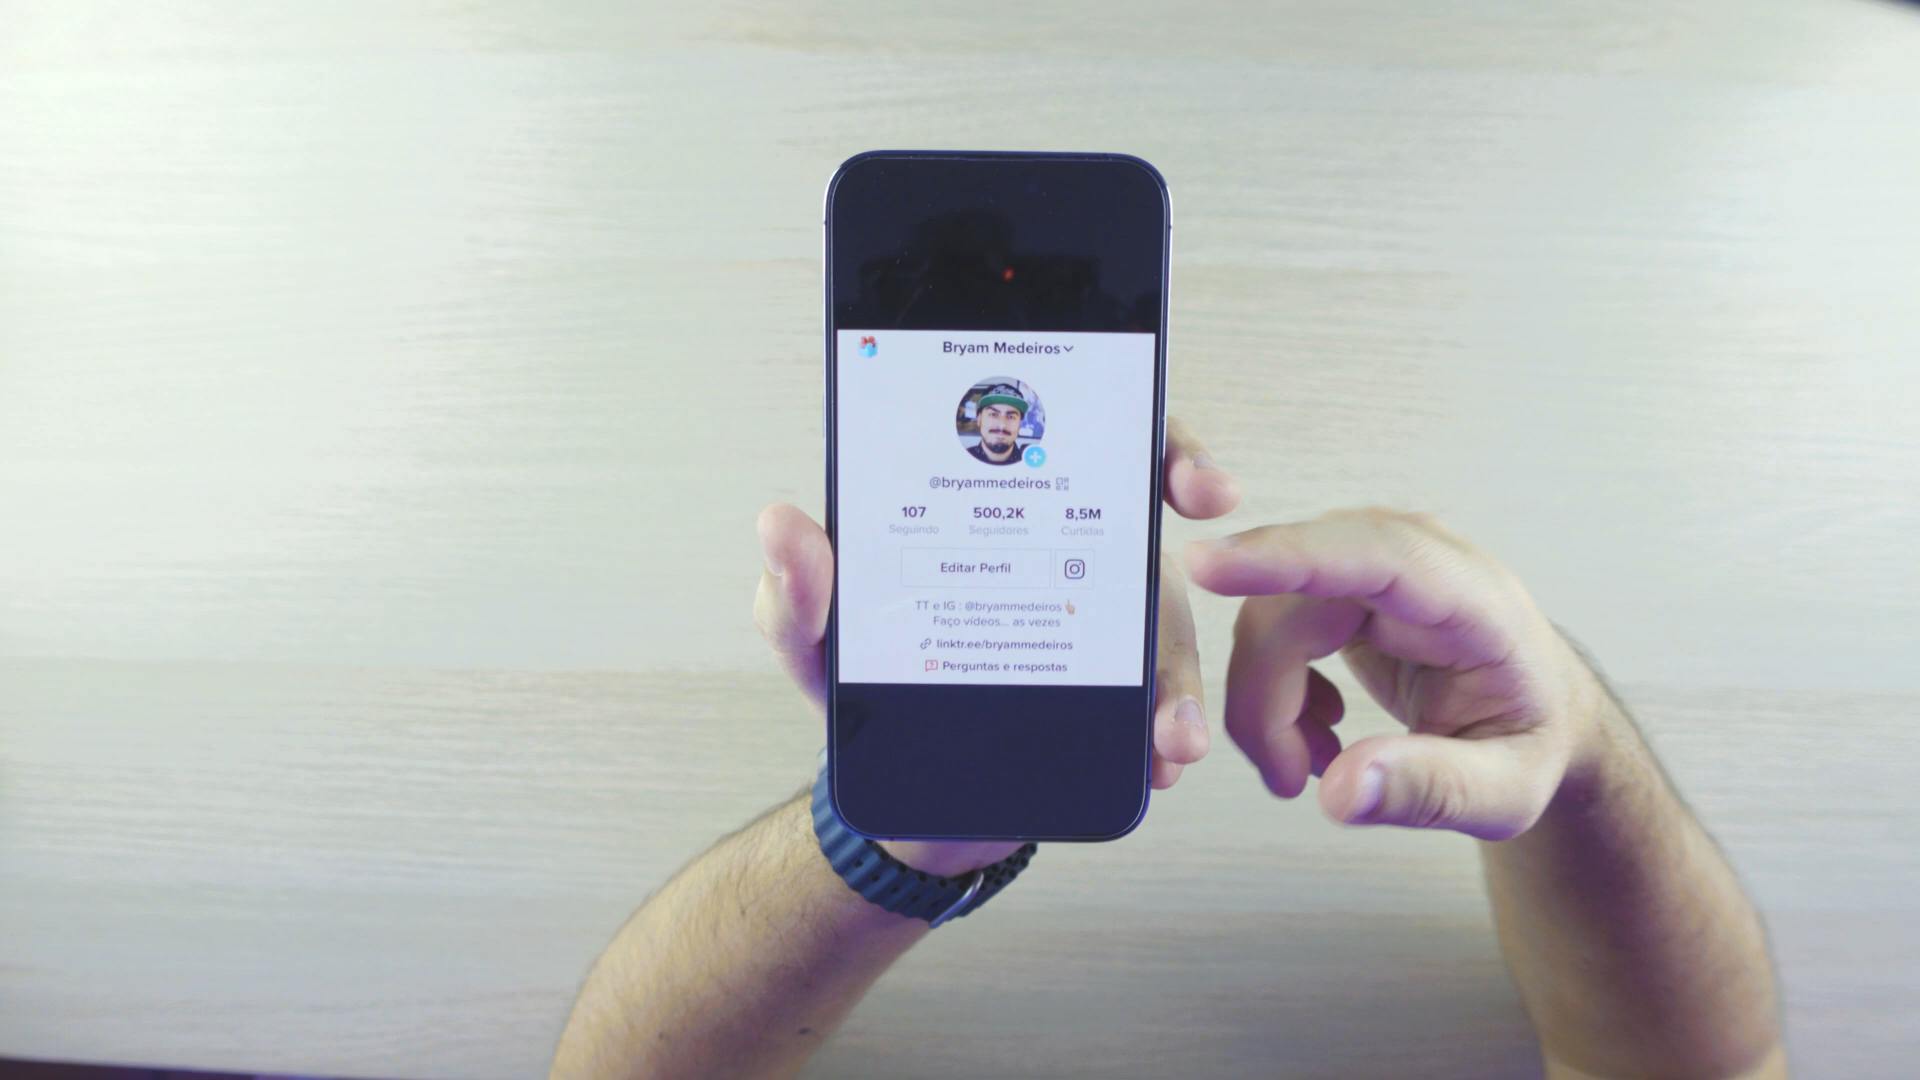 Bryam Medeiros
@bryammedeiros
107 500,2K 8,5M
Seguindo Seguidores Curtidas
Editar Perfil
TT e IG : @bryammedeiros👆🏼
Faço vídeos... as vezes
linktr.ee/bryammedeiros
Perguntas e respostas